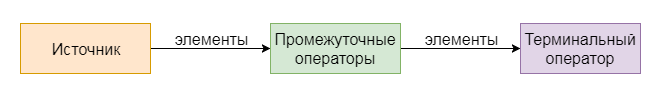 Источник
элементы
Промежуточные
операторы
элементы
Терминальный
оператор